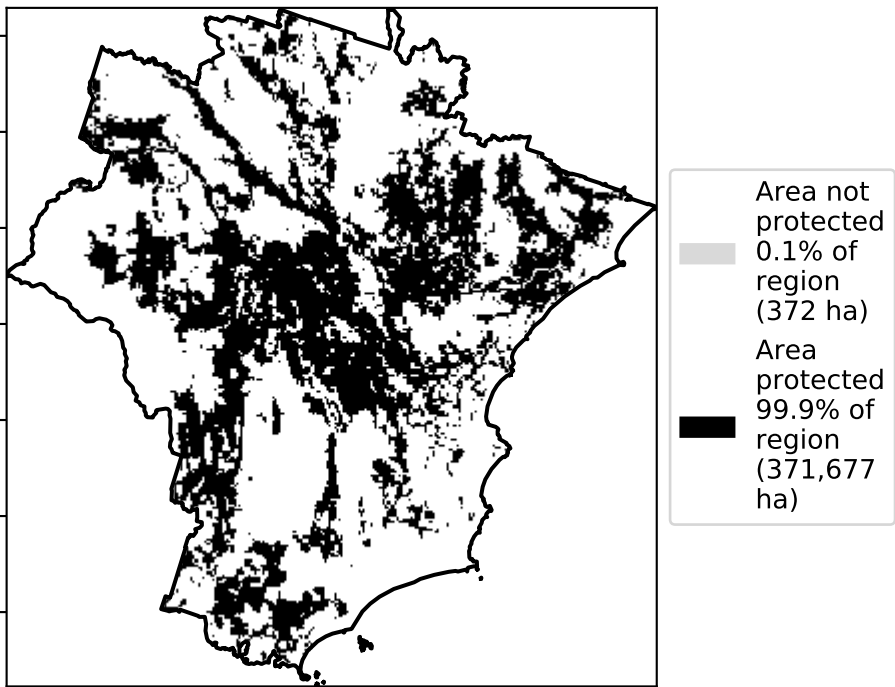 Area not
protected
0.1% of
region
(372 ha)
Area
protected
99.9% of
region
(371,677
ha)